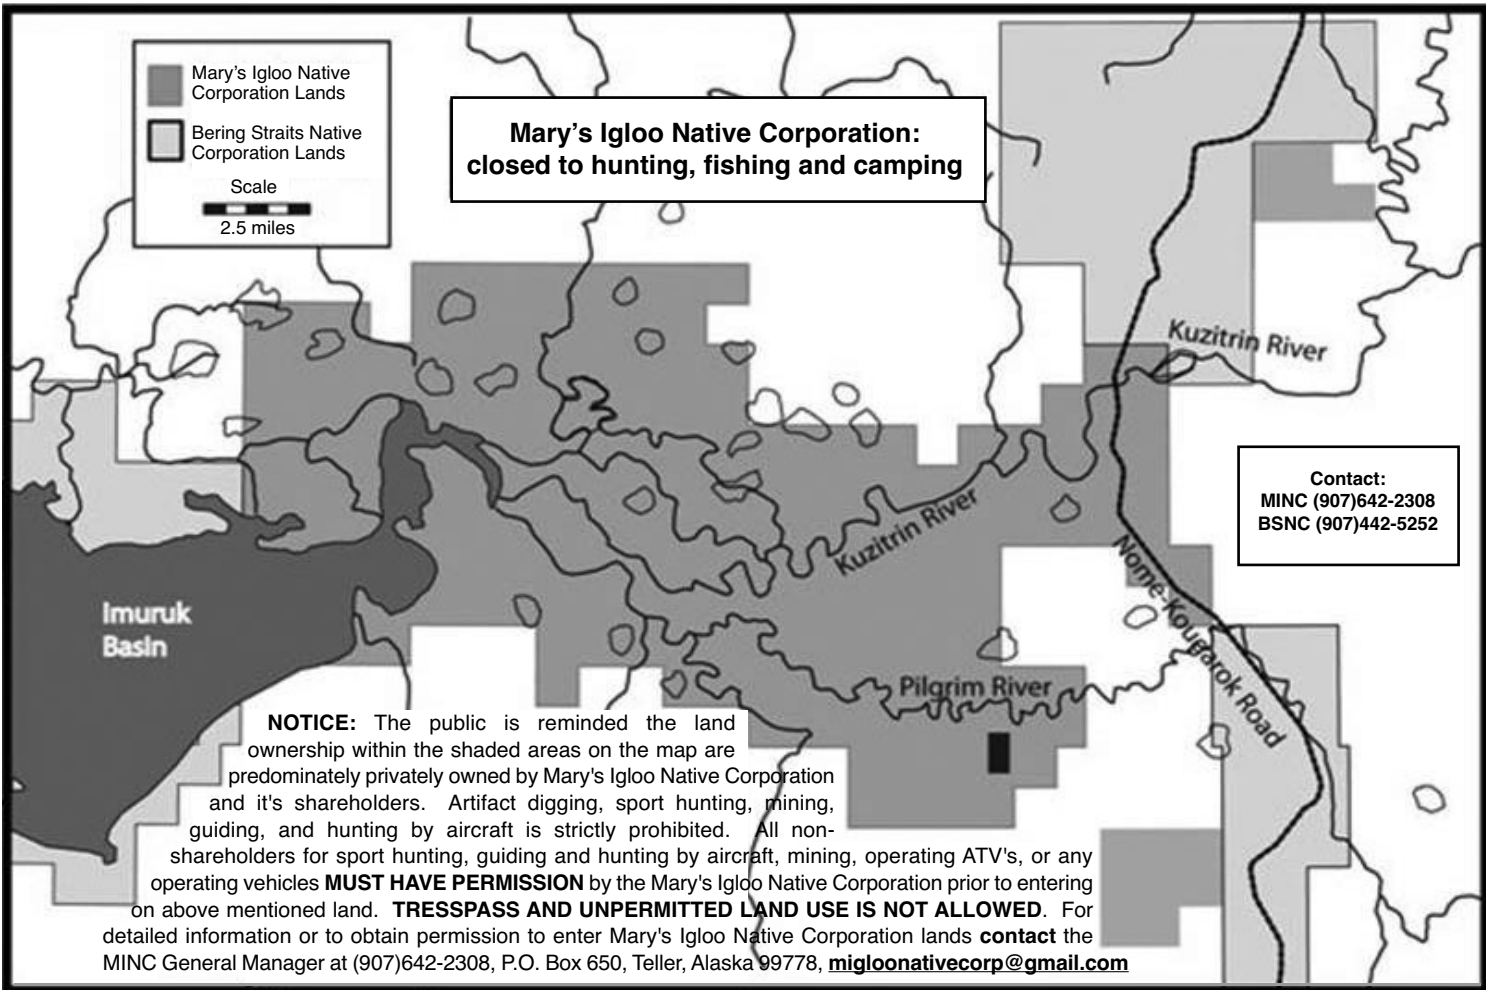 Mary’s Igloo Native
Corporation Lands
Bering Straits Native
Corporation Lands
Scale
2.5 miles
Mary’s Igloo Native Corporation:
closed to hunting, fishing and camping
Kuzitrin River
Contact:
MINC (907)642-2308
BSNC (907)442-5252
Kuzitrin River
Nome-Kougarok Road
Imuruk
Basin
Pilgrim River
NOTICE: The public is reminded the land
ownership within the shaded areas on the map are
predominately privately owned by Mary's Igloo Native Corporation
and it's shareholders. Artifact digging, sport hunting, mining,
guiding, and hunting by aircraft is strictly prohibited. All non-
shareholders for sport hunting, guiding and hunting by aircraft, mining, operating ATV's, or any
operating vehicles MUST HAVE PERMISSION by the Mary's Igloo Native Corporation prior to entering
on above mentioned land. TRESSPASS AND UNPERMITTED LAND USE IS NOT ALLOWED. For
detailed information or to obtain permission to enter Mary's Igloo Native Corporation lands contact the
MINC General Manager at (907)642-2308, P.O. Box 650, Teller, Alaska 99778, migloonativecorp@gmail.com